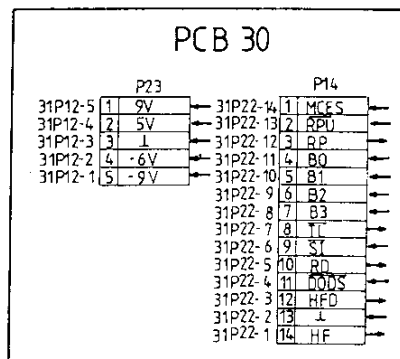 PCB 30
P23
31P12-5 1 9V
31P12-4 2 5V
31P12-3 3 ⊥
31P12-2 4 -6V
31P12-1 5 -9V
P14
31P22-14 1 MCES
31P22-13 2 RPU
31P22-12 3 RP
31P22-11 4 B0
31P22-10 5 B1
31P22-9 6 B2
31P22-8 7 B3
31P22-7 8 TL
31P22-6 9 SI
31P22-5 10 RD
31P22-4 11 DODS
31P22-3 12 HFD
31P22-2 13 ⊥
31P22-1 14 HF